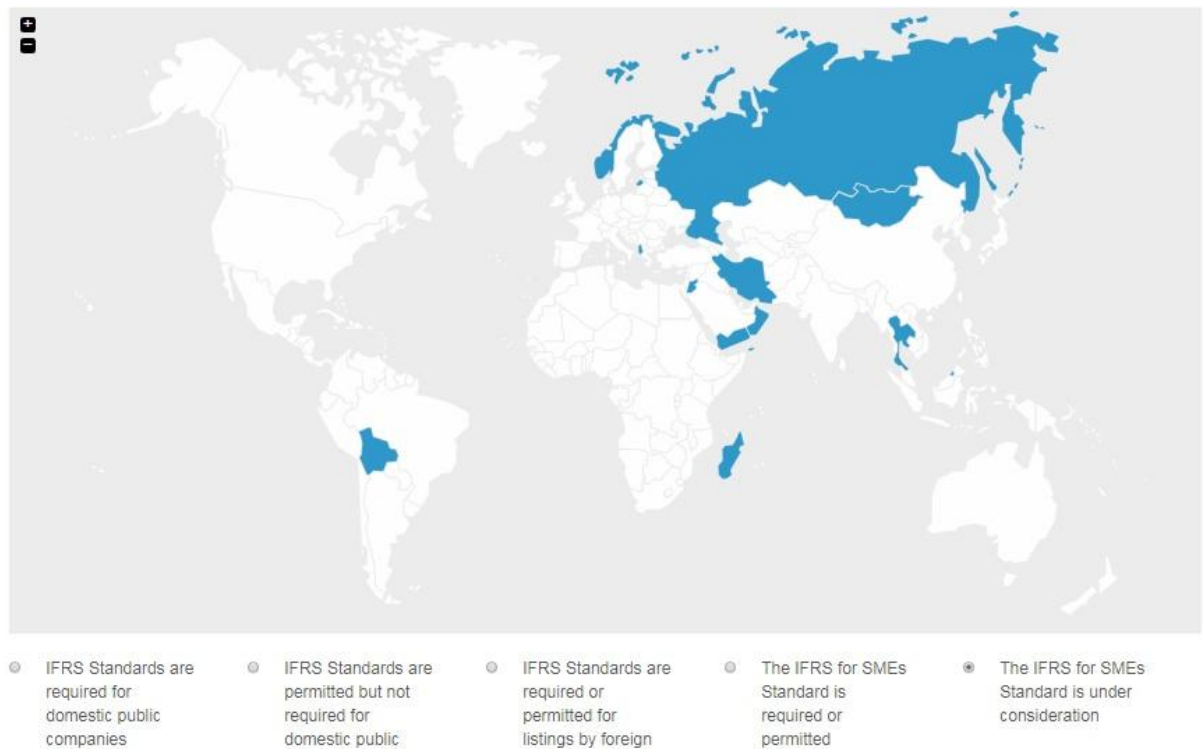 +
−
IFRS Standards are
required for
domestic public
companies
IFRS Standards are
permitted but not
required for
domestic public
IFRS Standards are
required or
permitted for
listings by foreign
The IFRS for SMEs
Standard is
required or
permitted
The IFRS for SMEs
Standard is under
consideration